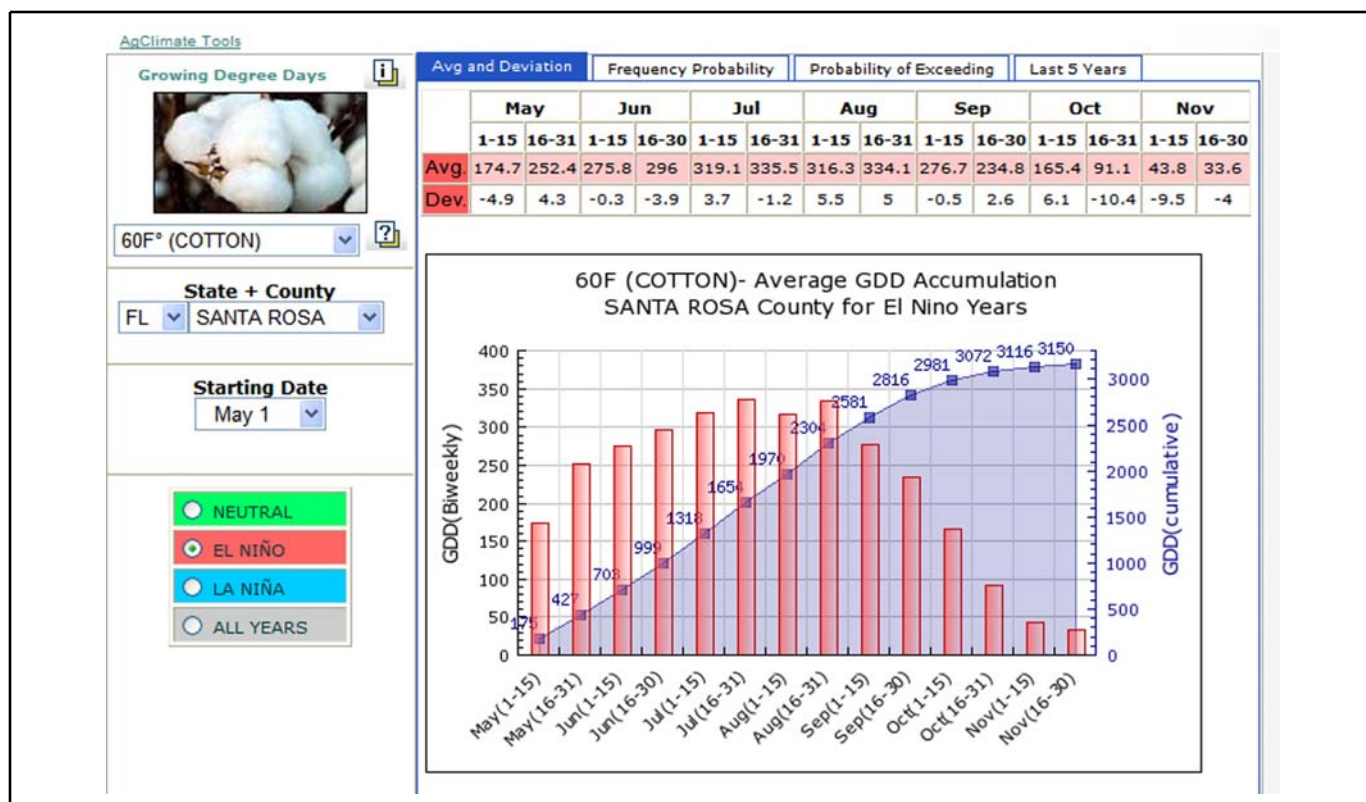 AgClimate Tools
Growing Degree Days
i
60F° (COTTON)
?
State + County
FL SANTA ROSA
Starting Date
May 1
NEUTRAL
EL NIÑO
LA NIÑA
ALL YEARS
Avg and Deviation Frequency Probability Probability of Exceeding Last 5 Years
May Jun Jul Aug Sep Oct Nov
1-15 16-31 1-15 16-30 1-15 16-31 1-15 16-31 1-15 16-30 1-15 16-31 1-15 16-30
Avg. 174.7 252.4 275.8 296 319.1 335.5 316.3 334.1 276.7 234.8 165.4 91.1 43.8 33.6
Dev. -4.9 4.3 -0.3 -3.9 3.7 -1.2 5.5 5 -0.5 2.6 6.1 -10.4 -9.5 -4
60F (COTTON)- Average GDD Accumulation
SANTA ROSA County for El Nino Years
GDD(Biweekly)
400
350
300
250
200
150
100
50
0
175
427
703
999
1318
1654
1970
2304
2581
2816
2981
3072
3116
3150
3000
2500
2000
1500
1000
500
0
GDD(cumulative)
May(1-15)
May(16-31)
Jun(1-15)
Jun(16-30)
Jul(1-15)
Jul(16-31)
Aug(1-15)
Aug(16-31)
Sep(1-15)
Sep(16-30)
Oct(1-15)
Oct(16-31)
Nov(1-15)
Nov(16-30)